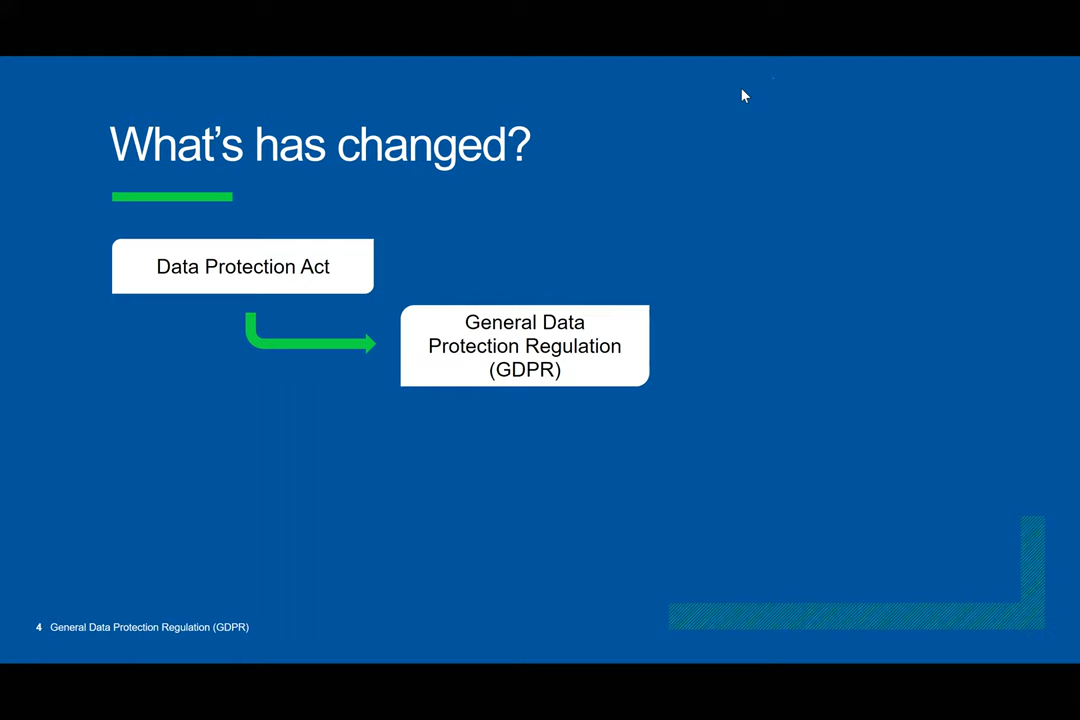 What’s has changed?
Data Protection Act
General Data
Protection Regulation
(GDPR)
4 General Data Protection Regulation (GDPR)